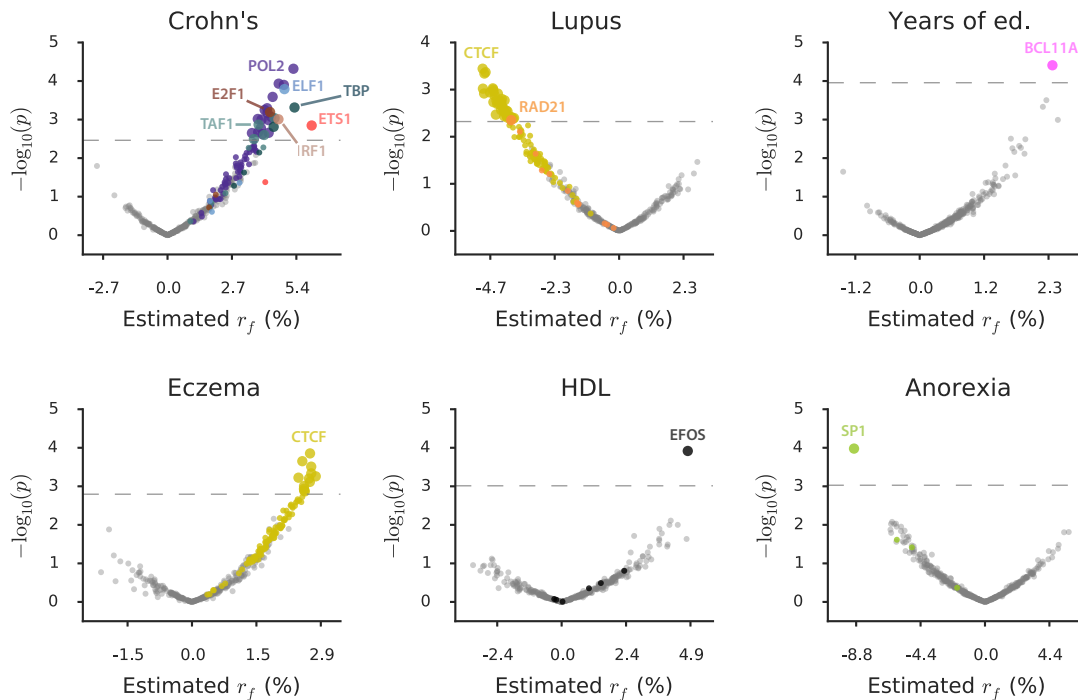 Crohn's
Lupus
Years of ed.
5
4
3
2
1
0
−log10(p)
POL2
ELF1
E2F1
TBP
TAF1
ETS1
IRF1
-2.7
0.0
2.7
5.4
Estimated r_f (%)
4
3
2
1
0
−log10(p)
CTCF
RAD21
-4.7
-2.3
0.0
2.3
Estimated r_f (%)
5
4
3
2
1
0
−log10(p)
BCL11A
-1.2
0.0
1.2
2.3
Estimated r_f (%)
Eczema
HDL
Anorexia
5
4
3
2
1
0
−log10(p)
CTCF
-1.5
0.0
1.5
2.9
Estimated r_f (%)
5
4
3
2
1
0
−log10(p)
EFOS
-2.4
0.0
2.4
4.9
Estimated r_f (%)
5
4
3
2
1
0
−log10(p)
SP1
-8.8
-4.4
0.0
4.4
Estimated r_f (%)